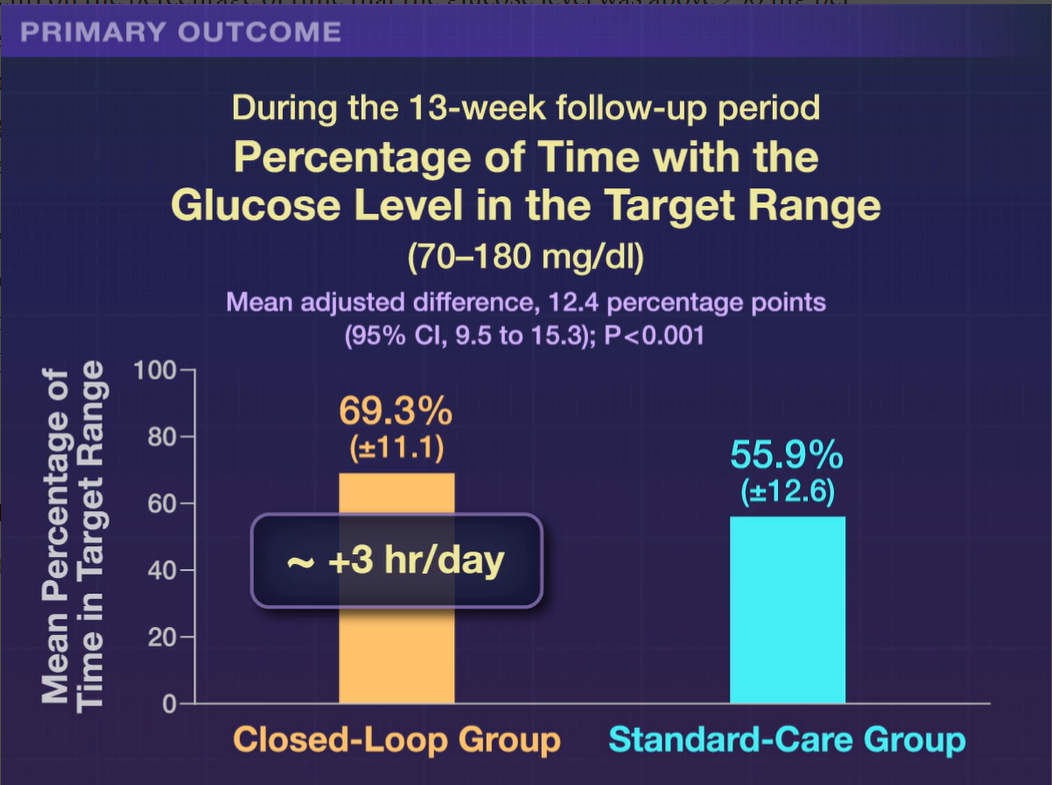 PRIMARY OUTCOME
During the 13-week follow-up period
Percentage of Time with the
Glucose Level in the Target Range
(70–180 mg/dl)
Mean adjusted difference, 12.4 percentage points
(95% CI, 9.5 to 15.3); P<0.001
Mean Percentage of
Time in Target Range
100
80
60
40
20
0
69.3%
(±11.1)
~ +3 hr/day
55.9%
(±12.6)
Closed-Loop Group
Standard-Care Group